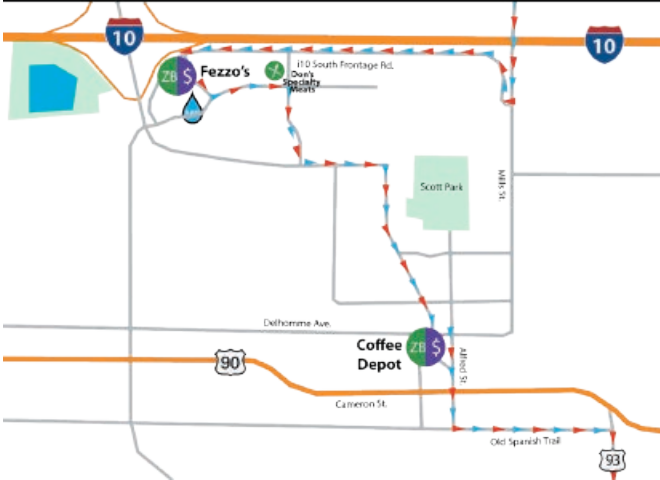 10
10
i10 South Frontage Rd.
ZB $
Fezzo's
Don's
Specialty
Meats
Scott Park
Mills St.
Delhomme Ave.
Coffee
Depot
ZB $
Alfred St.
90
Cameron St.
Old Spanish Trail
93